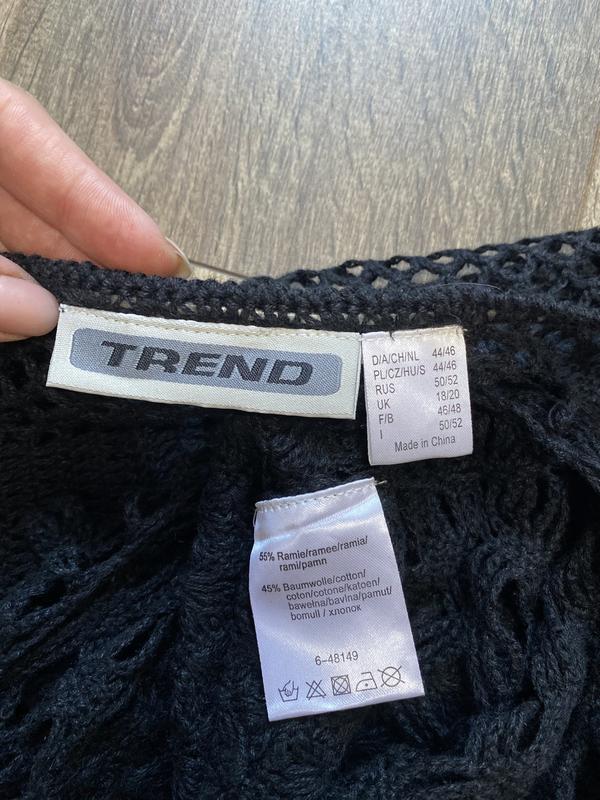 TREND
D/A/CH/NL 44/46
PL/CZ/HU/S 44/46
RUS 50/52
UK 18/20
F/B 46/48
I 50/52
Made in China
55% Ramie/ramee/ramia/
rami/рапп
45% Baumwolle/cotton/
coton/cotone/katoen/
bawełna/bavlna/pamut/
bomull / хлопок
6-48149